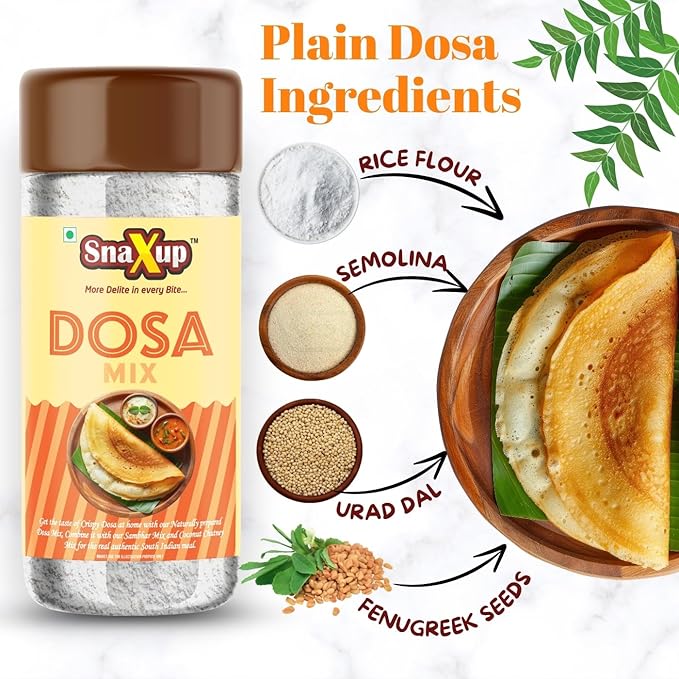 Plain Dosa
Ingredients
RICE FLOUR
SEMOLINA
URAD DAL
FENUGREEK SEEDS
SnaXup™
More Delite in every Bite...
DOSA
MIX
Get the taste of Crispy Dosa at home with our Naturally prepared
Dosa Mix, Combine it with our Sambhar Mix and Coconut Chutney
Mix for the real authentic South Indian meal.